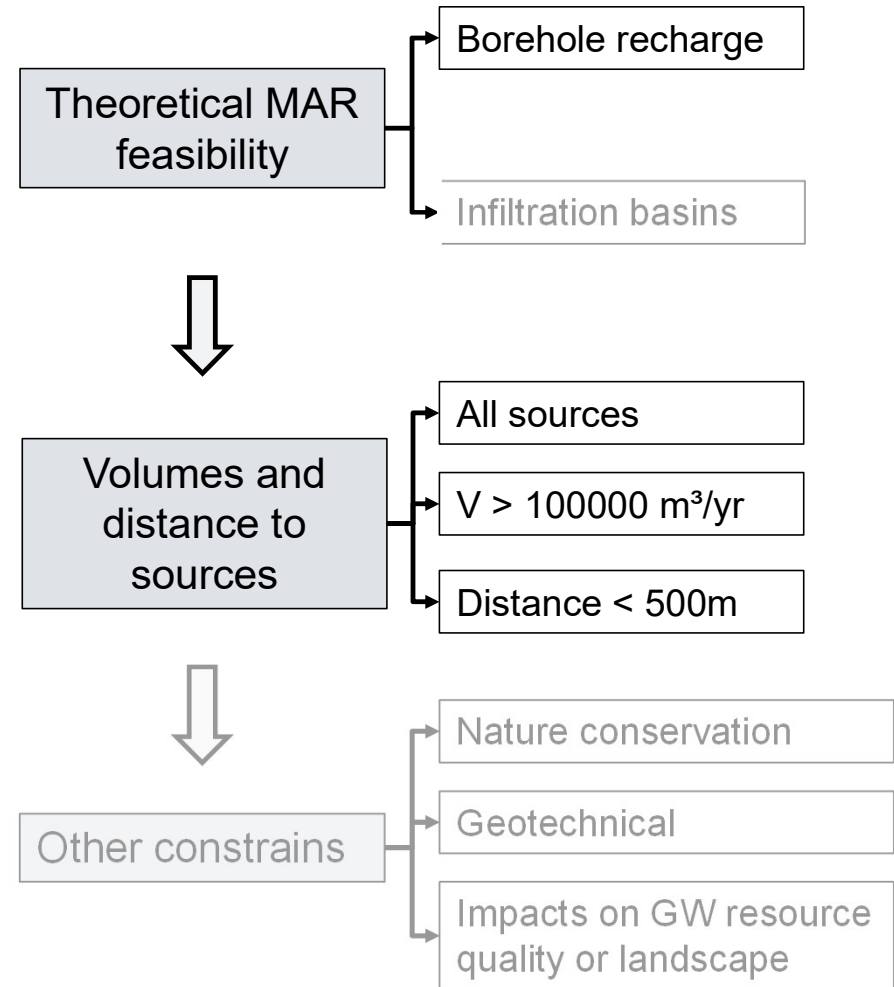 Theoretical MAR
feasibility
Borehole recharge
Infiltration basins
Volumes and
distance to
sources
All sources
V > 100000 m³/yr
Distance < 500m
Other constrains
Nature conservation
Geotechnical
Impacts on GW resource
quality or landscape